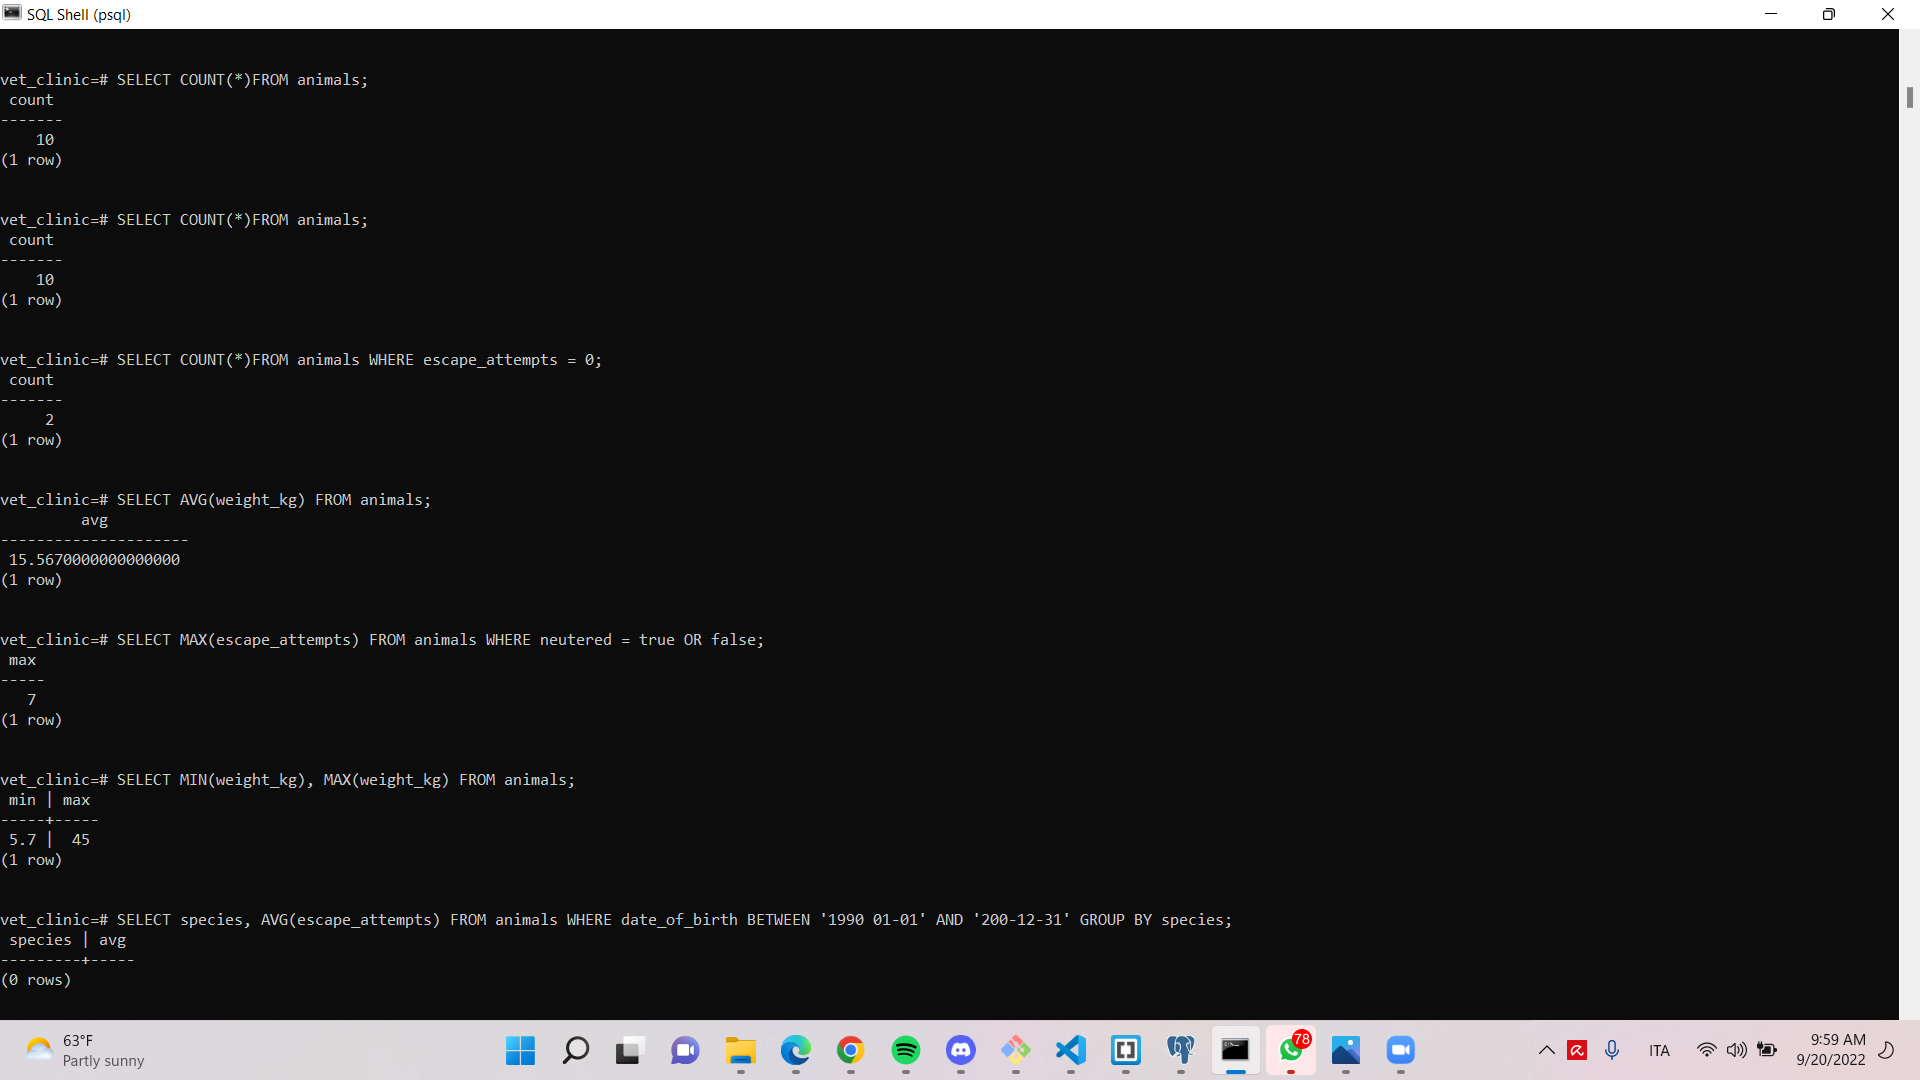 SQL Shell (psql)
vet_clinic=# SELECT COUNT(*)FROM animals;
 count
-------
    10
(1 row)
vet_clinic=# SELECT COUNT(*)FROM animals;
 count
-------
    10
(1 row)
vet_clinic=# SELECT COUNT(*)FROM animals WHERE escape_attempts = 0;
 count
-------
     2
(1 row)
vet_clinic=# SELECT AVG(weight_kg) FROM animals;
         avg
---------------------
 15.5670000000000000
(1 row)
vet_clinic=# SELECT MAX(escape_attempts) FROM animals WHERE neutered = true OR false;
 max
-----
   7
(1 row)
vet_clinic=# SELECT MIN(weight_kg), MAX(weight_kg) FROM animals;
 min | max
-----+-----
 5.7 |  45
(1 row)
vet_clinic=# SELECT species, AVG(escape_attempts) FROM animals WHERE date_of_birth BETWEEN '1990 01-01' AND '200-12-31' GROUP BY species;
 species | avg
---------+-----
(0 rows)
63°F
Partly sunny
78
ITA
9:59 AM
9/20/2022